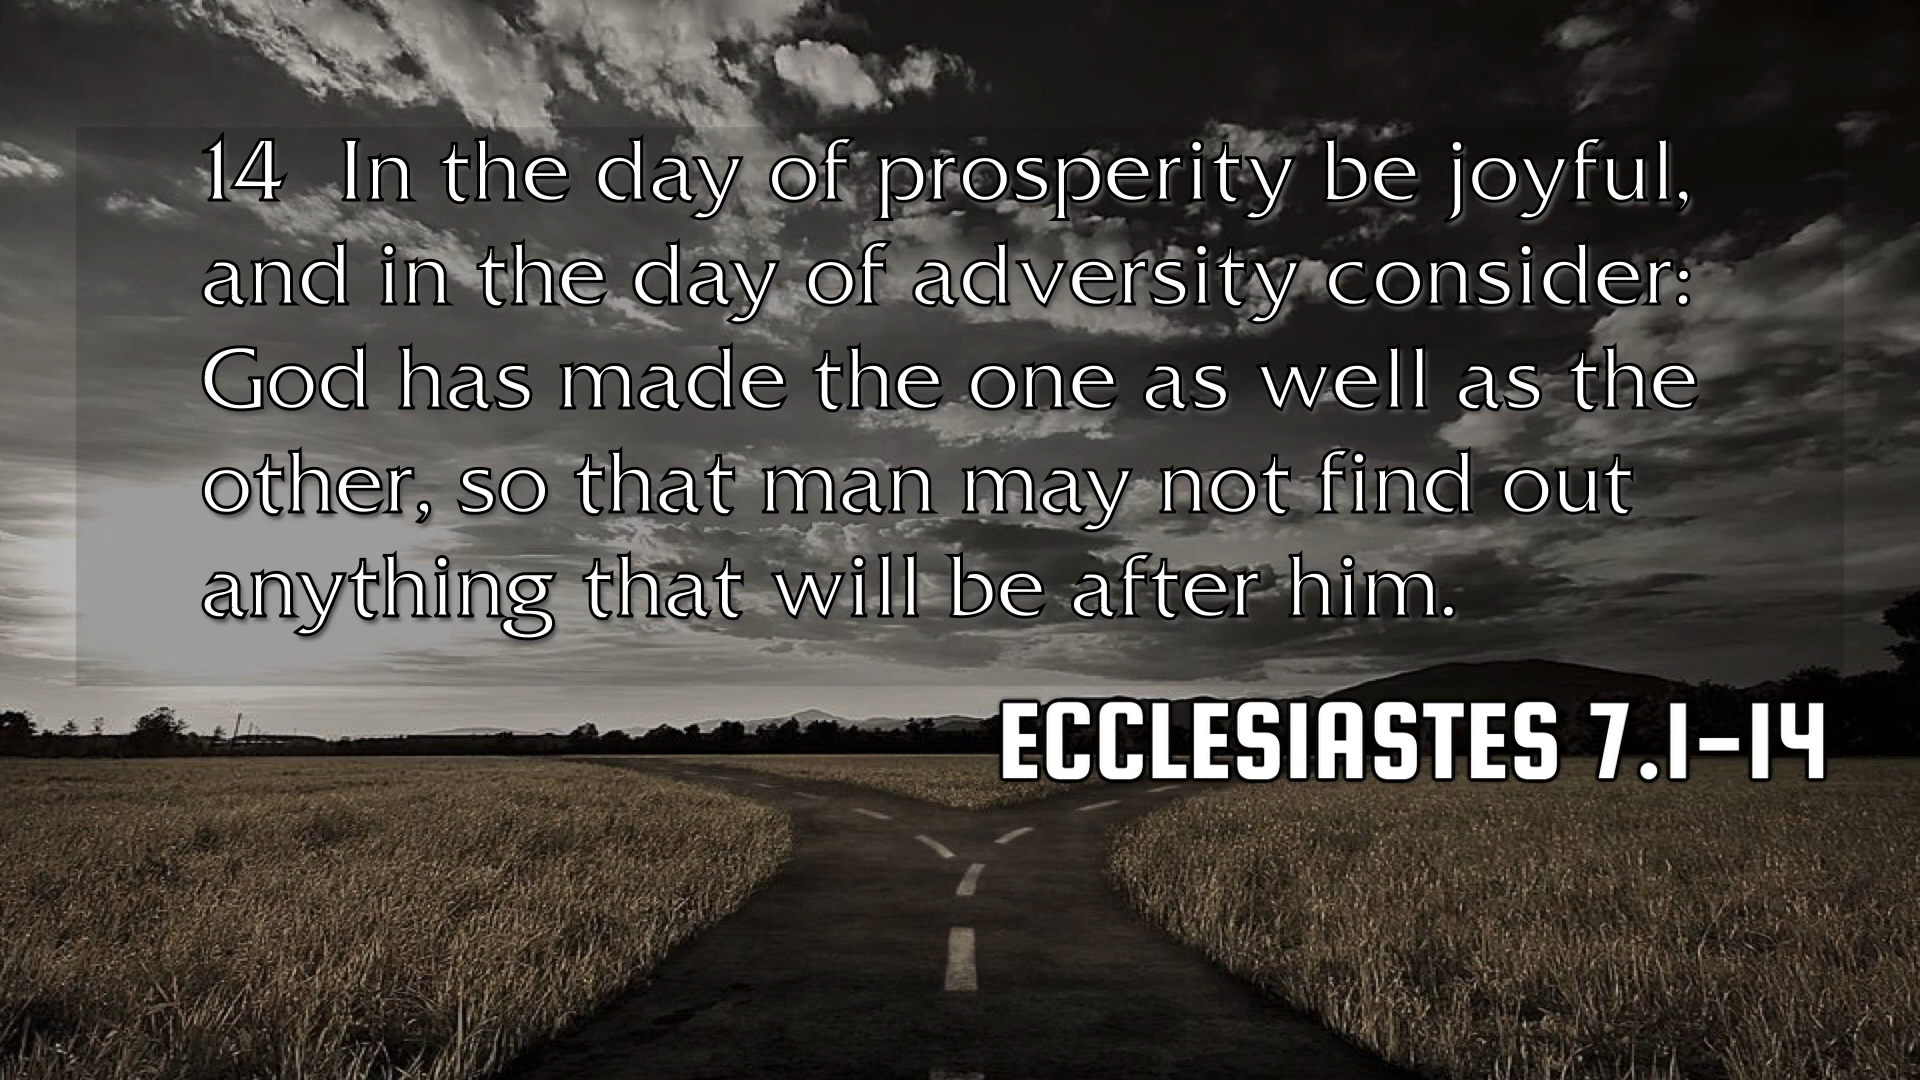 14 In the day of prosperity be joyful,
and in the day of adversity consider:
God has made the one as well as the
other, so that man may not find out
anything that will be after him.
ECCLESIASTES 7.1-14